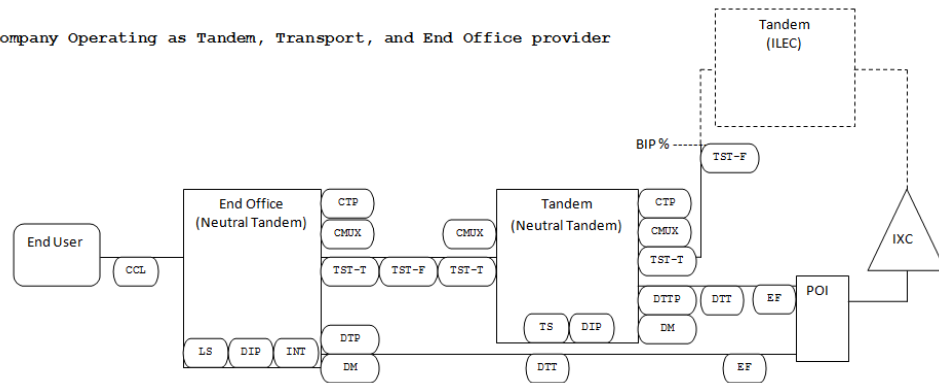 ompany Operating as Tandem, Transport, and End Office provider
Tandem
(ILEC)
BIP %
TST-F
End Office
(Neutral Tandem)
CTP
CMUX
CMUX
Tandem
(Neutral Tandem)
CTP
CMUX
End User
CCL
TST-T
TST-F
TST-T
TST-T
IXC
DTTP
DTT
EF
POI
TS
DIP
DM
LS
DIP
INT
DTP
DM
DTT
EF